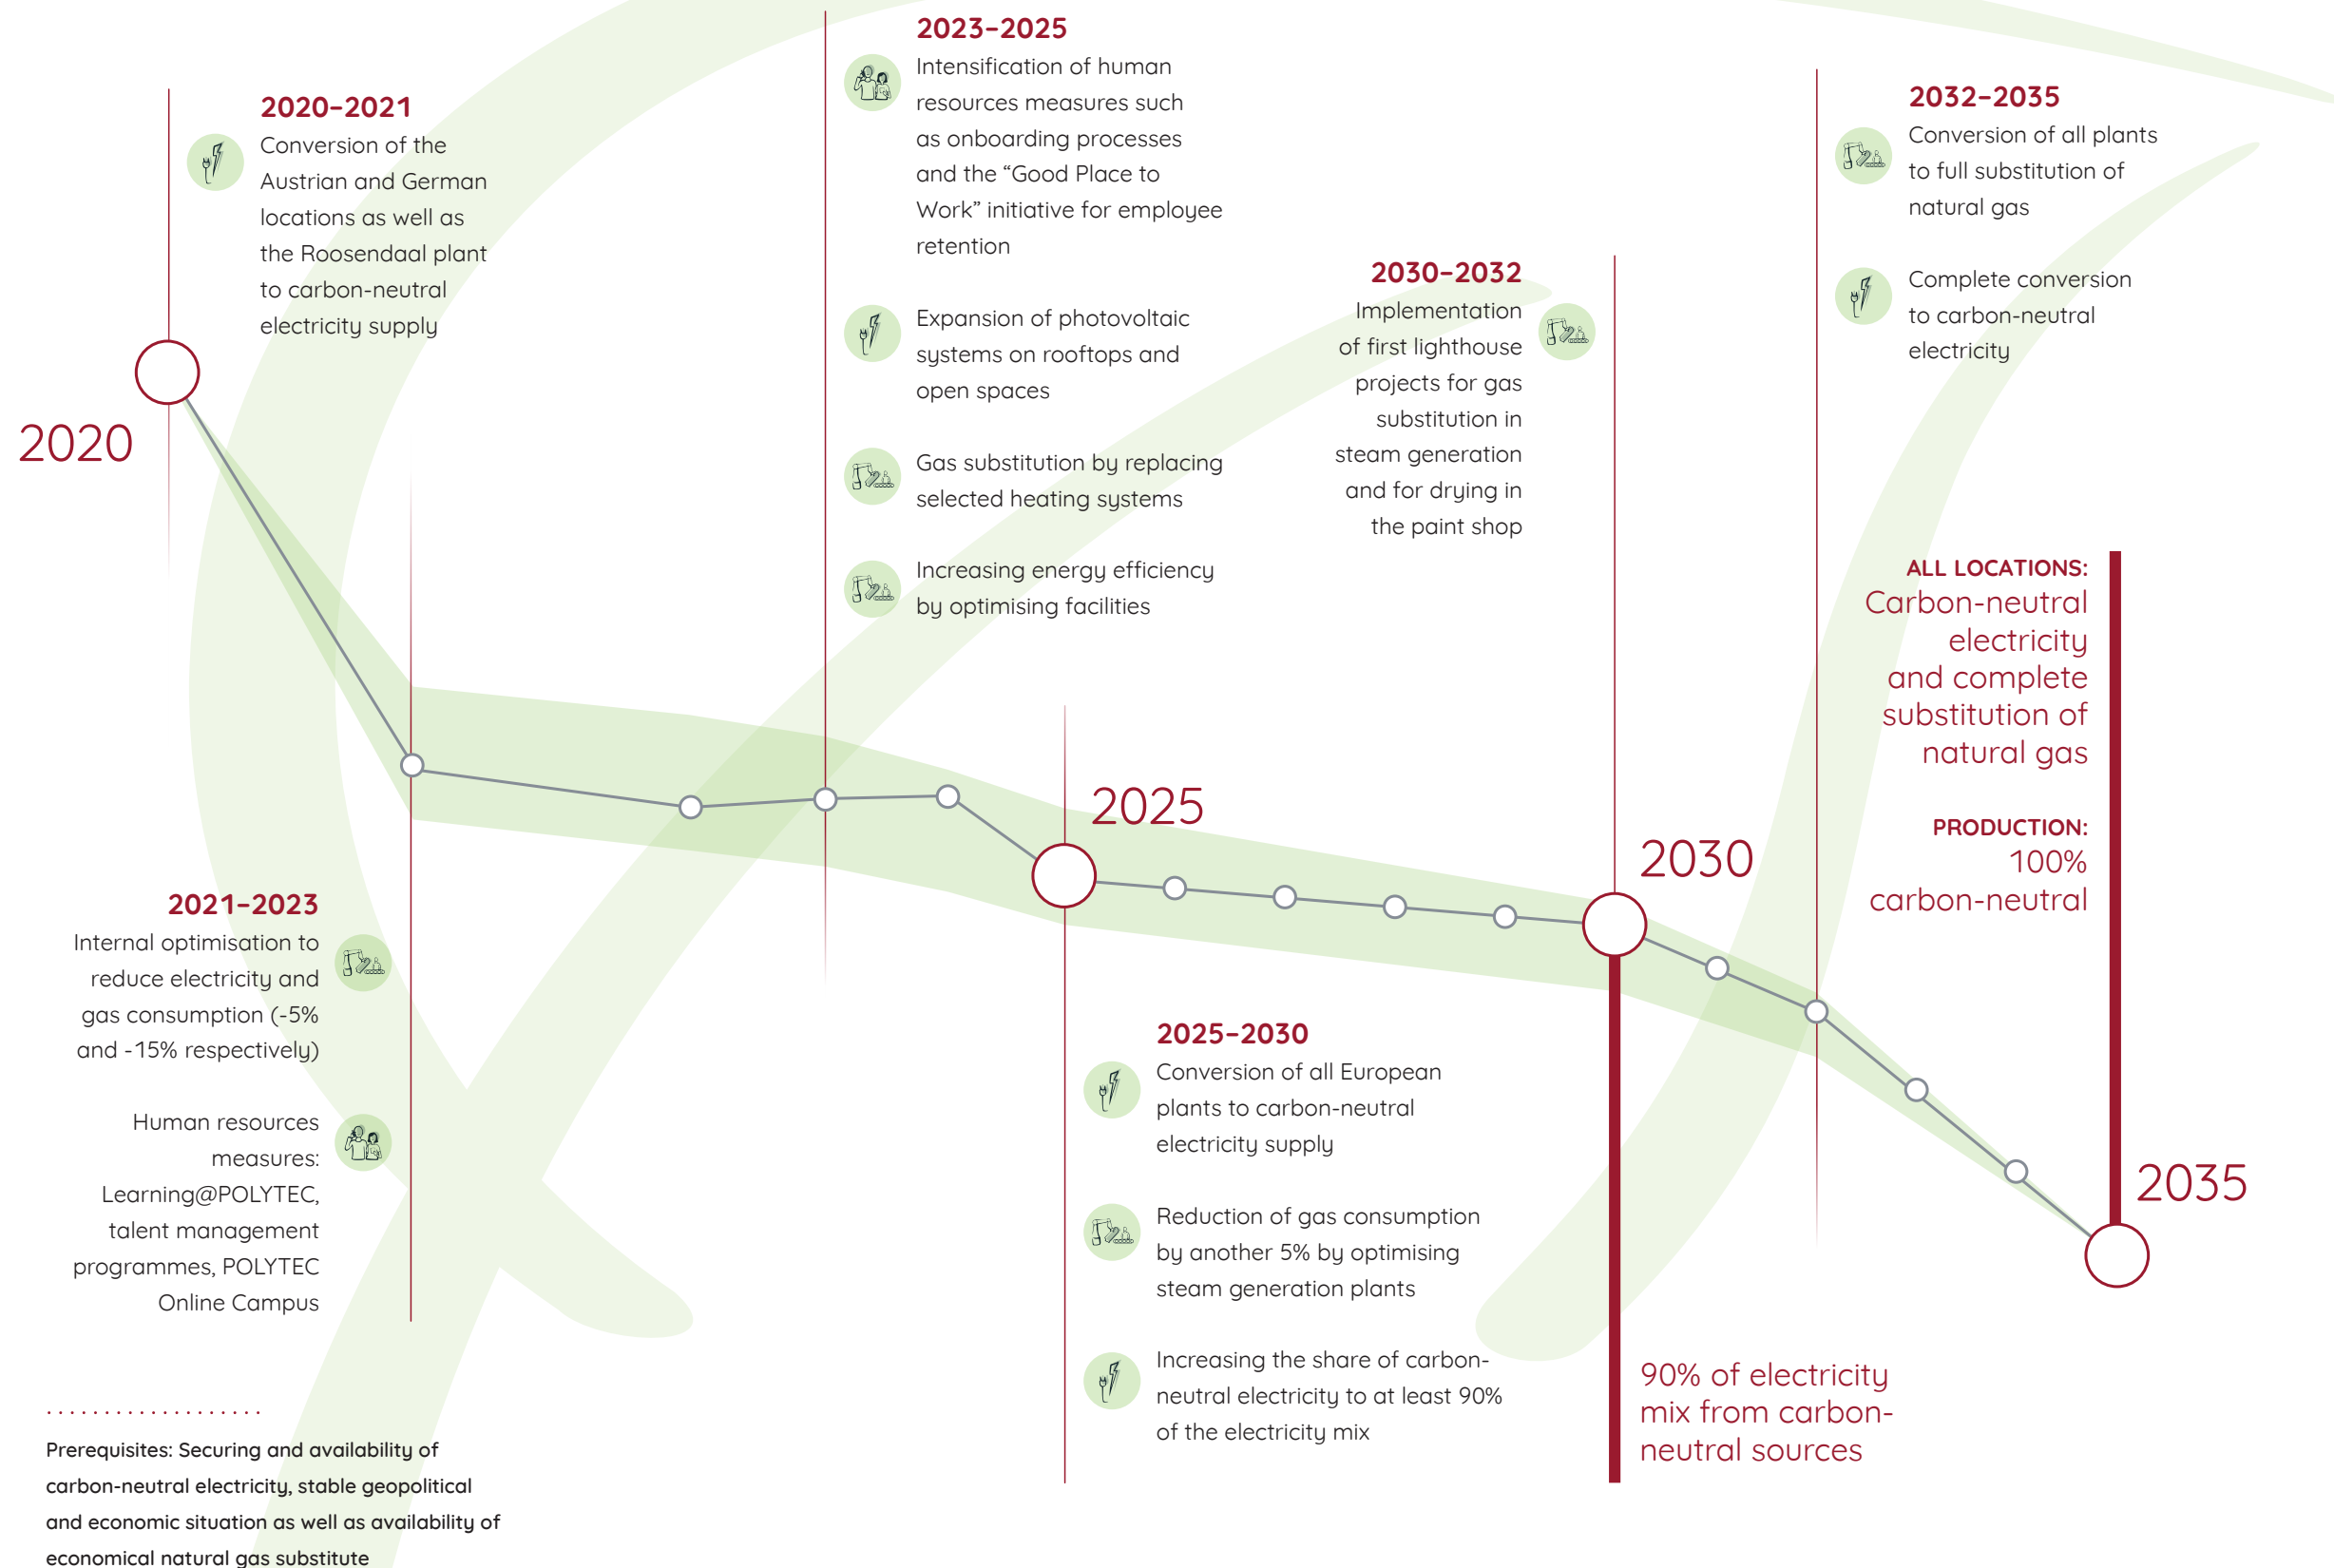 2020–2021
Conversion of the
Austrian and German
locations as well as
the Roosendaal plant
to carbon-neutral
electricity supply
2020
2021–2023
Internal optimisation to
reduce electricity and
gas consumption (-5%
and -15% respectively)
Human resources
measures:
Learning@POLYTEC,
talent management
programmes, POLYTEC
Online Campus
2023–2025
Intensification of human
resources measures such
as onboarding processes
and the “Good Place to
Work” initiative for employee
retention
Expansion of photovoltaic
systems on rooftops and
open spaces
Gas substitution by replacing
selected heating systems
Increasing energy efficiency
by optimising facilities
2025
2025–2030
Conversion of all European
plants to carbon-neutral
electricity supply
Reduction of gas consumption
by another 5% by optimising
steam generation plants
Increasing the share of carbon-
neutral electricity to at least 90%
of the electricity mix
2030–2032
Implementation
of first lighthouse
projects for gas
substitution in
steam generation
and for drying in
the paint shop
2030
90% of electricity
mix from carbon-
neutral sources
2032–2035
Conversion of all plants
to full substitution of
natural gas
Complete conversion
to carbon-neutral
electricity
ALL LOCATIONS:
Carbon-neutral
electricity
and complete
substitution of
natural gas
PRODUCTION:
100%
carbon-neutral
2035
Prerequisites: Securing and availability of
carbon-neutral electricity, stable geopolitical
and economic situation as well as availability of
economical natural gas substitute